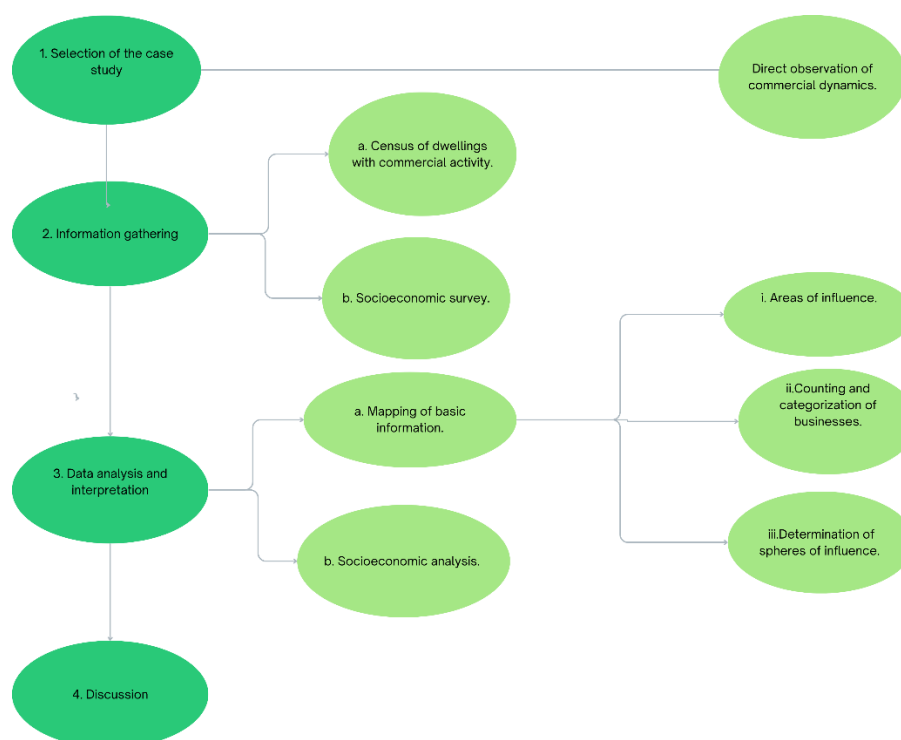 1. Selection of the case
study
Direct observation of
commercial dynamics.
a. Census of dwellings
with commercial activity.
2. Information gathering
b. Socioeconomic survey.
i. Areas of influence.
a. Mapping of basic
information.
ii.Counting and
categorization of
businesses.
3. Data analysis and
interpretation
b. Socioeconomic analysis.
iii.Determination of
spheres of influence.
4. Discussion